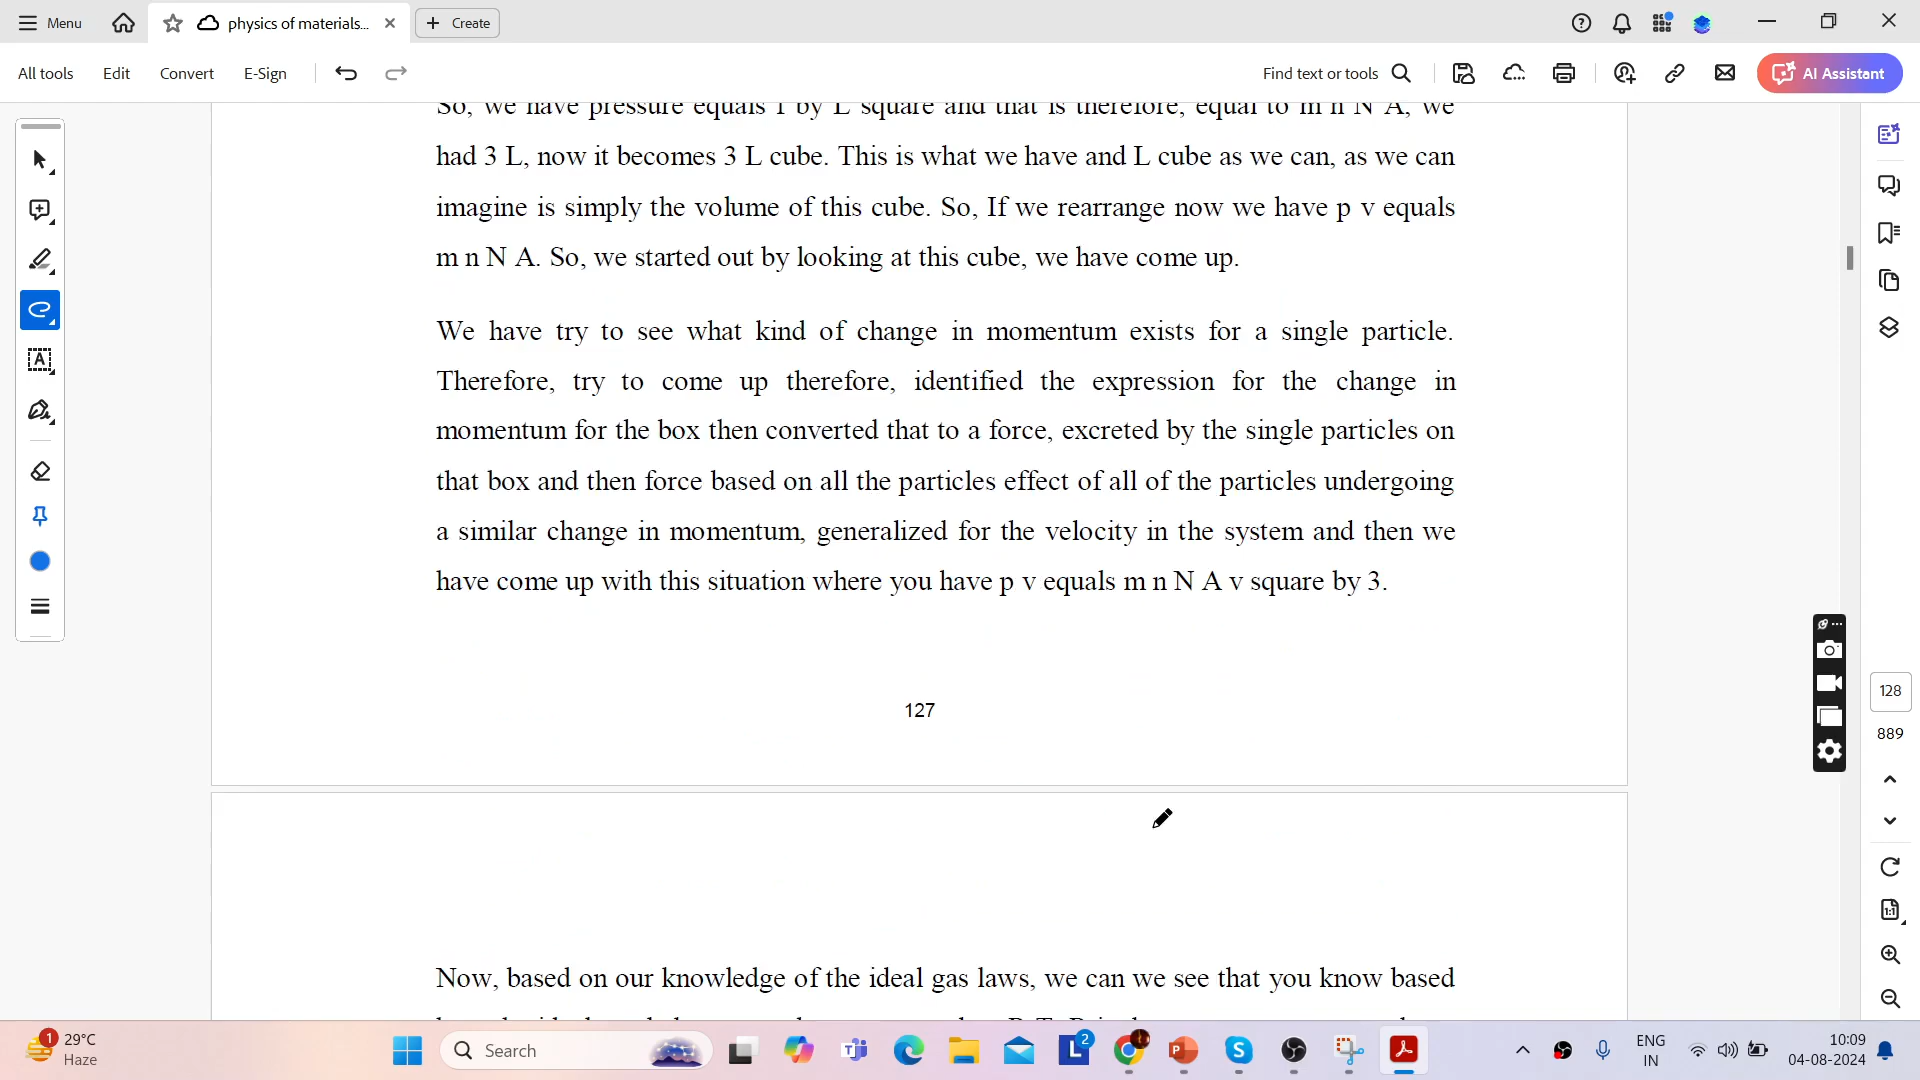 Menu
physics of materials...
Create
All tools
Edit
Convert
E-Sign
Find text or tools
AI Assistant
So, we have pressure equals 1 by L square and that is therefore, equal to m n N A, we
had 3 L, now it becomes 3 L cube. This is what we have and L cube as we can, as we can
imagine is simply the volume of this cube. So, If we rearrange now we have p v equals
m n N A. So, we started out by looking at this cube, we have come up.
We have try to see what kind of change in momentum exists for a single particle.
Therefore, try to come up therefore, identified the expression for the change in
momentum for the box then converted that to a force, excreted by the single particles on
that box and then force based on all the particles effect of all of the particles undergoing
a similar change in momentum, generalized for the velocity in the system and then we
have come up with this situation where you have p v equals m n N A v square by 3.
127
128
889
Now, based on our knowledge of the ideal gas laws, we can we see that you know based
1
29°C
Haze
Search
2
ENG
IN
10:09
04-08-2024